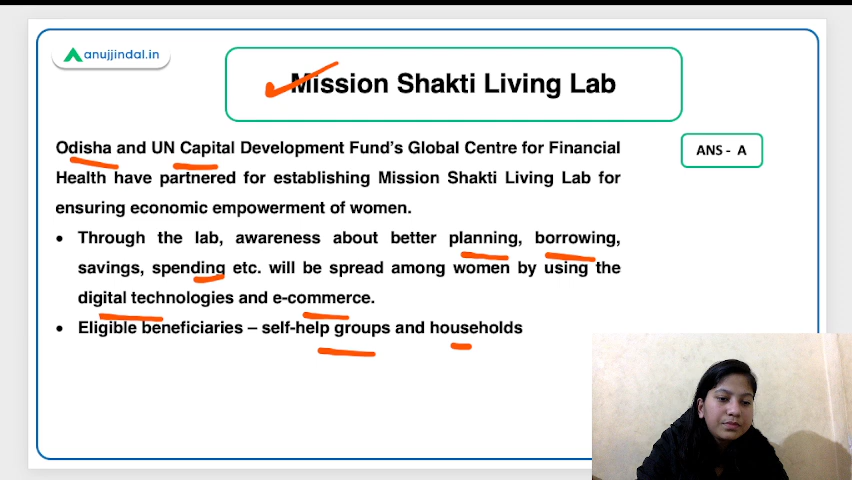 anujjindal.in
Mission Shakti Living Lab
ANS - A
Odisha and UN Capital Development Fund's Global Centre for Financial
Health have partnered for establishing Mission Shakti Living Lab for
ensuring economic empowerment of women.
• Through the lab, awareness about better planning, borrowing,
savings, spending etc. will be spread among women by using the
digital technologies and e-commerce.
• Eligible beneficiaries – self-help groups and households